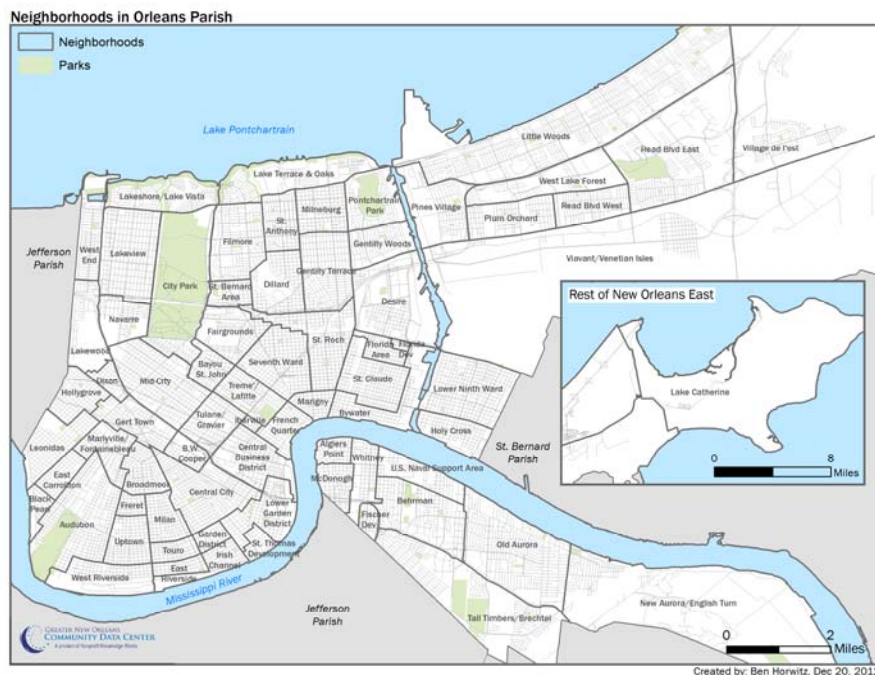 Neighborhoods in Orleans Parish
Neighborhoods
Parks
Lake Pontchartrain
Little Woods
Read Blvd East
Village de l'est
Lake Terrace & Oaks
West Lake Forest
Lakeshore/Lake Vista
Pontchartrain
Park
Milneburg
Pines Village
Read Blvd West
Plum Orchard
St.
Anthony
Jefferson
Parish
West
End
Lakeview
Filmore
Gentilly Woods
Viavant/Venetian Isles
City Park
Gentilly Terrace
Dillard
St. Bernard
Area
Desire
Rest of New Orleans East
Navarre
Fairgrounds
St. Roch
Florida
Area
Florida
Dev
Lakewood
Bayou
St. John
Seventh Ward
Lake Catherine
Dixon
Mid-City
Treme'/
Lafitte
St. Claude
Lower Ninth Ward
Hollygrove
Marigny
Bywater
Gert Town
Tulane/
Gravier
Iberville
French
Quarter
Holy Cross
Leonidas
Marlyville/
Fontainebleau
B.W.
Cooper
Central
Business
District
Algiers
Point
Whitney
U.S. Naval Support Area
St. Bernard
Parish
0 8
Miles
East
Carrollton
Broadmoor
McDonogh
Behrman
Black
Pearl
Central City
Lower
Garden
District
Fischer
Dev
Audubon
Freret
Milan
Uptown
Touro
Garden
District
Irish
Channel
St. Thomas
Development
Old Aurora
West Riverside
East
Riverside
Mississippi River
Jefferson
Parish
Tall Timbers/Brechtel
New Aurora/English Turn
GREATER NEW ORLEANS
COMMUNITY DATA CENTER
A product of Nonprofit Knowledge Works
0 2
Miles
Created by: Ben Horwitz, Dec 20, 2011